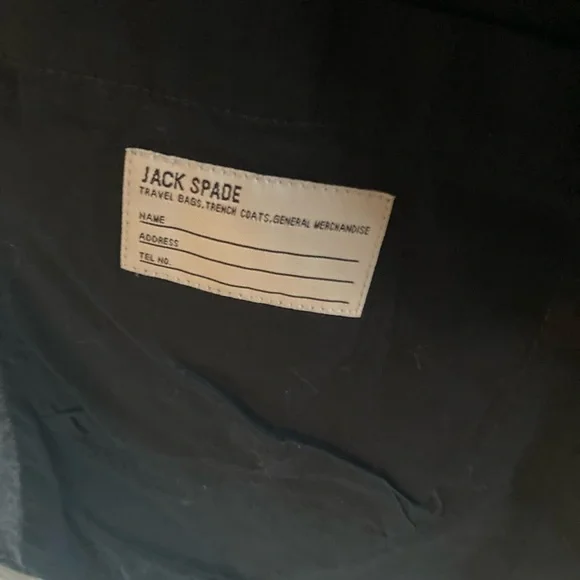 JACK SPADE
TRAVEL BAGS.TRENCH COATS.GENERAL MERCHANDISE
NAME
ADDRESS
TEL NO.